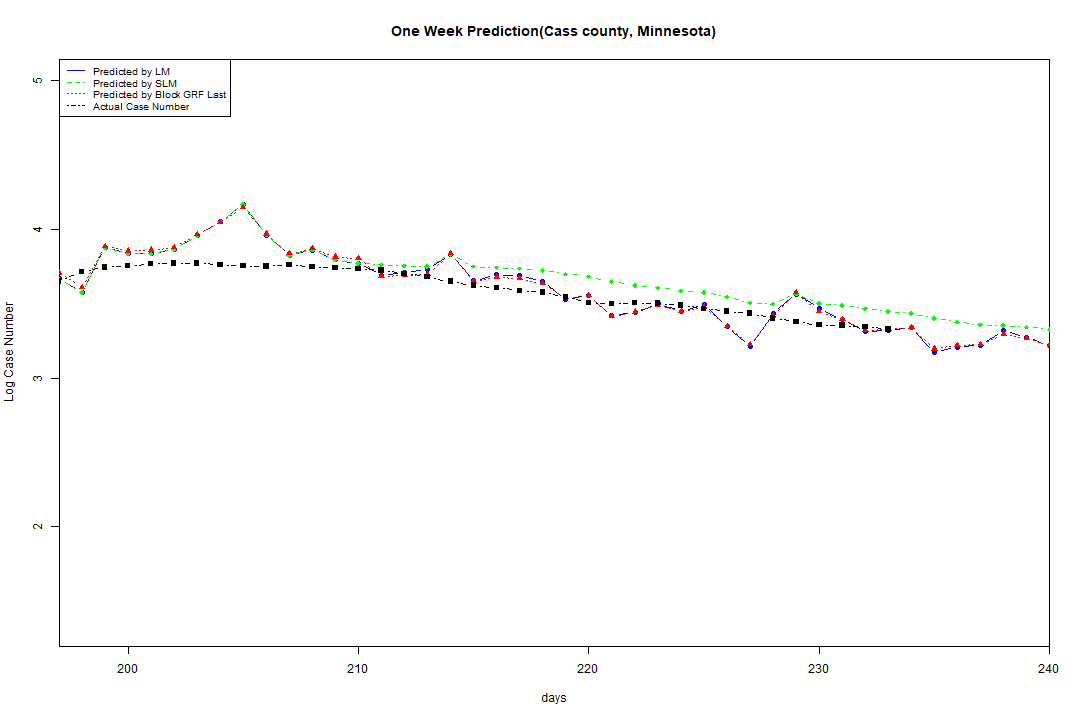 One Week Prediction(Cass county, Minnesota)
Predicted by LM
Predicted by SLM
Predicted by Block GRF Last
Actual Case Number
5
4
3
2
Log Case Number
200 210 220 230 240
days